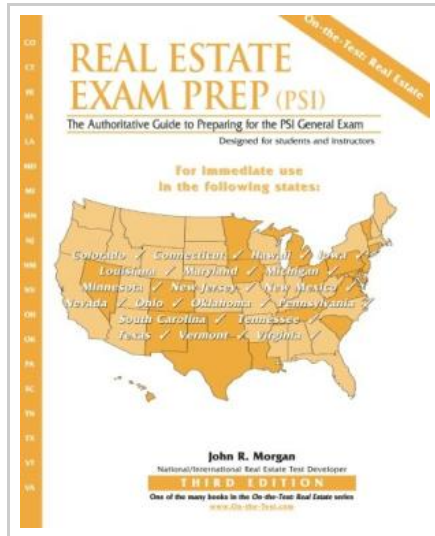 On-the-Test: Real Estate
REAL ESTATE
EXAM PREP (PSI)
The Authoritative Guide to Preparing for the PSI General Exam
Designed for students and instructors
For immediate use
in the following states:
Colorado ✓ Connecticut ✓ Hawaii ✓ Iowa ✓
Louisiana ✓ Maryland ✓ Michigan ✓
Minnesota ✓ New Jersey ✓ New Mexico ✓
Nevada ✓ Ohio ✓ Oklahoma ✓ Pennsylvania ✓
South Carolina ✓ Tennessee ✓
Texas ✓ Vermont ✓ Virginia ✓
John R. Morgan
National/International Real Estate Test Developer
THIRD EDITION
One of the many books in the On-the-Test: Real Estate series
www.On-the-Test.com
CO
CT
HI
IA
LA
MD
MI
MN
NJ
NM
NV
OH
OK
PA
SC
TN
TX
VT
VA